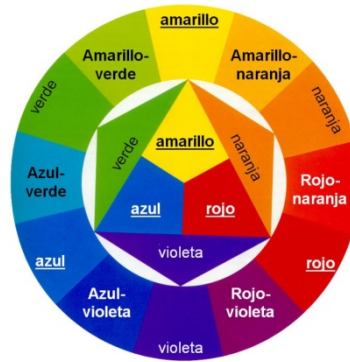 amarillo
Amarillo-
verde
Amarillo-
naranja
verde
naranja
amarillo
verde
naranja
Azul-
verde
Rojo-
naranja
azul
rojo
azul
rojo
violeta
Azul-
violeta
Rojo-
violeta
violeta